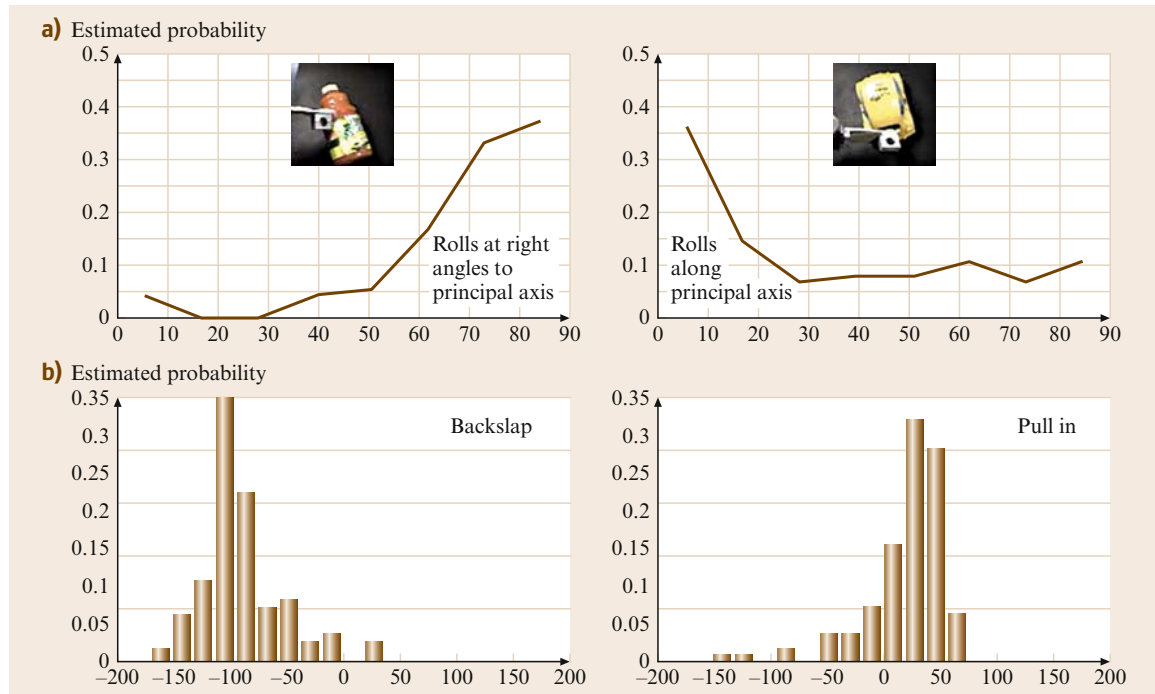 a) Estimated probability
0.5
0.4
0.3
0.2
0.1
0
0 10 20 30 40 50 60 70 80 90
Rolls at right
angles to
principal axis
0.5
0.4
0.3
0.2
0.1
0
0 10 20 30 40 50 60 70 80 90
Rolls
along
principal axis
b) Estimated probability
0.35
0.3
0.25
0.2
0.15
0.1
0.05
0
–200 –150 –100 –50 0 50 100 150 200
Backslap
0.35
0.3
0.25
0.2
0.15
0.1
0.05
0
–200 –150 –100 –50 0 50 100 150 200
Pull in